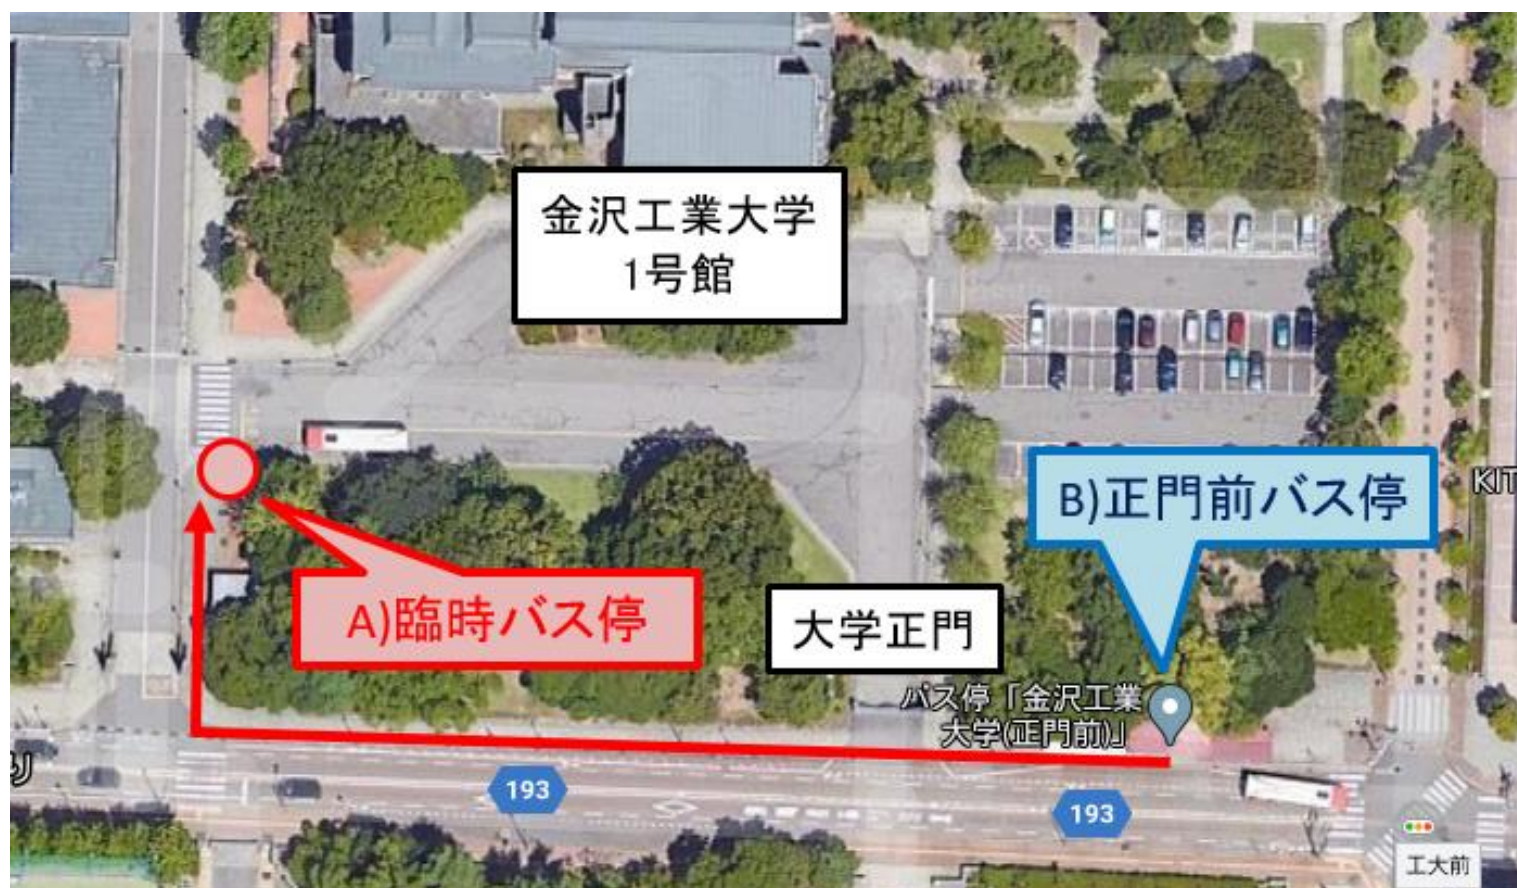 金沢工業大学
1号館
KIT
B)正門前バス停
A)臨時バス停
大学正門
バス停「金沢工業
大学(正門前)」
り
193
193
工大前